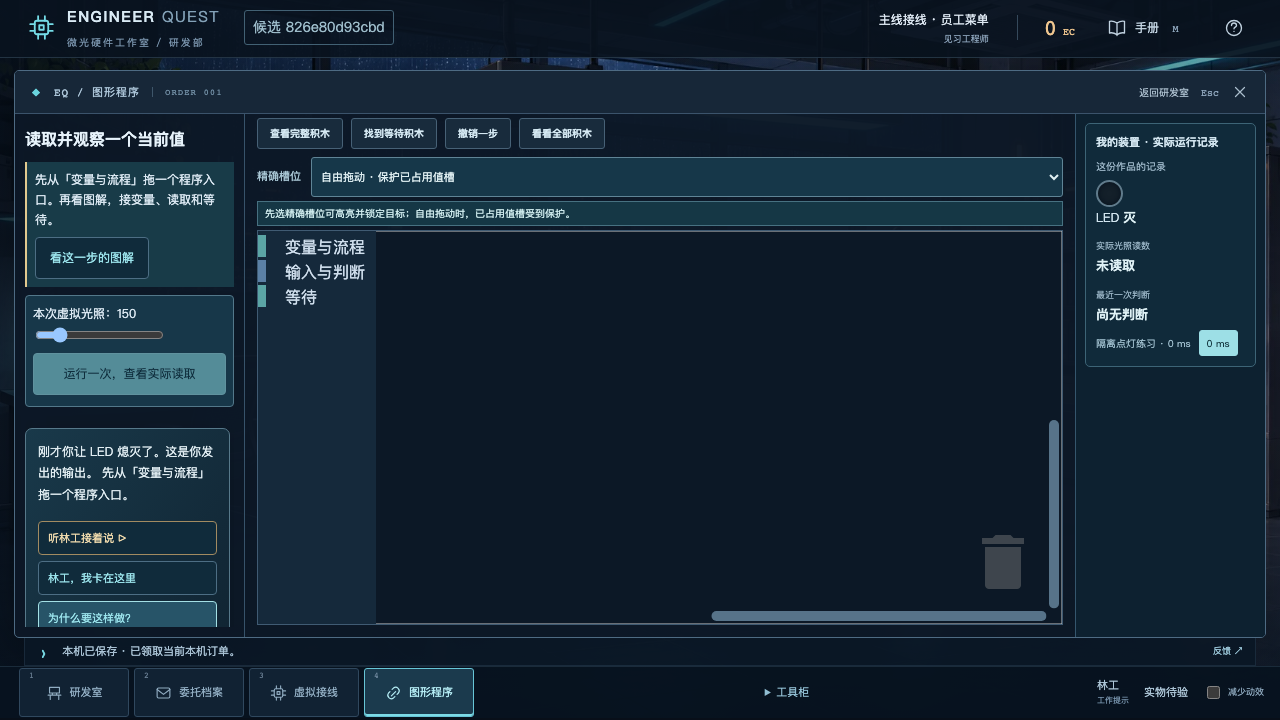 ENGINEER QUEST
微光硬件工作室 / 研发部
候选 826e80d93cbd
主线接线 · 员工菜单
见习工程师
0 EC
手册 M
EQ / 图形程序
ORDER 001
返回研发室 Esc
读取并观察一个当前值
先从「变量与流程」拖一个程序入
口。再看图解，接变量、读取和等
待。
看这一步的图解
本次虚拟光照：150
运行一次，查看实际读取
刚才你让 LED 熄灭了。这是你发
出的输出。 先从「变量与流程」
拖一个程序入口。
听林工接着说
林工，我卡在这里
为什么要这样做?
查看完整积木
找到等待积木
撤销一步
看看全部积木
精确槽位
自由拖动 · 保护已占用值槽
先选精确槽位可高亮并锁定目标；自由拖动时，已占用值槽受到保护。
变量与流程
输入与判断
等待
我的装置 · 实际运行记录
这份作品的记录
LED 灭
实际光照读数
未读取
最近一次判断
尚无判断
隔离点灯练习 · 0 ms
0 ms
本机已保存 · 已领取当前本机订单。
反馈
1 研发室
2 委托档案
3 虚拟接线
4 图形程序
工具柜
林工
工作提示
实物待验
减少动效